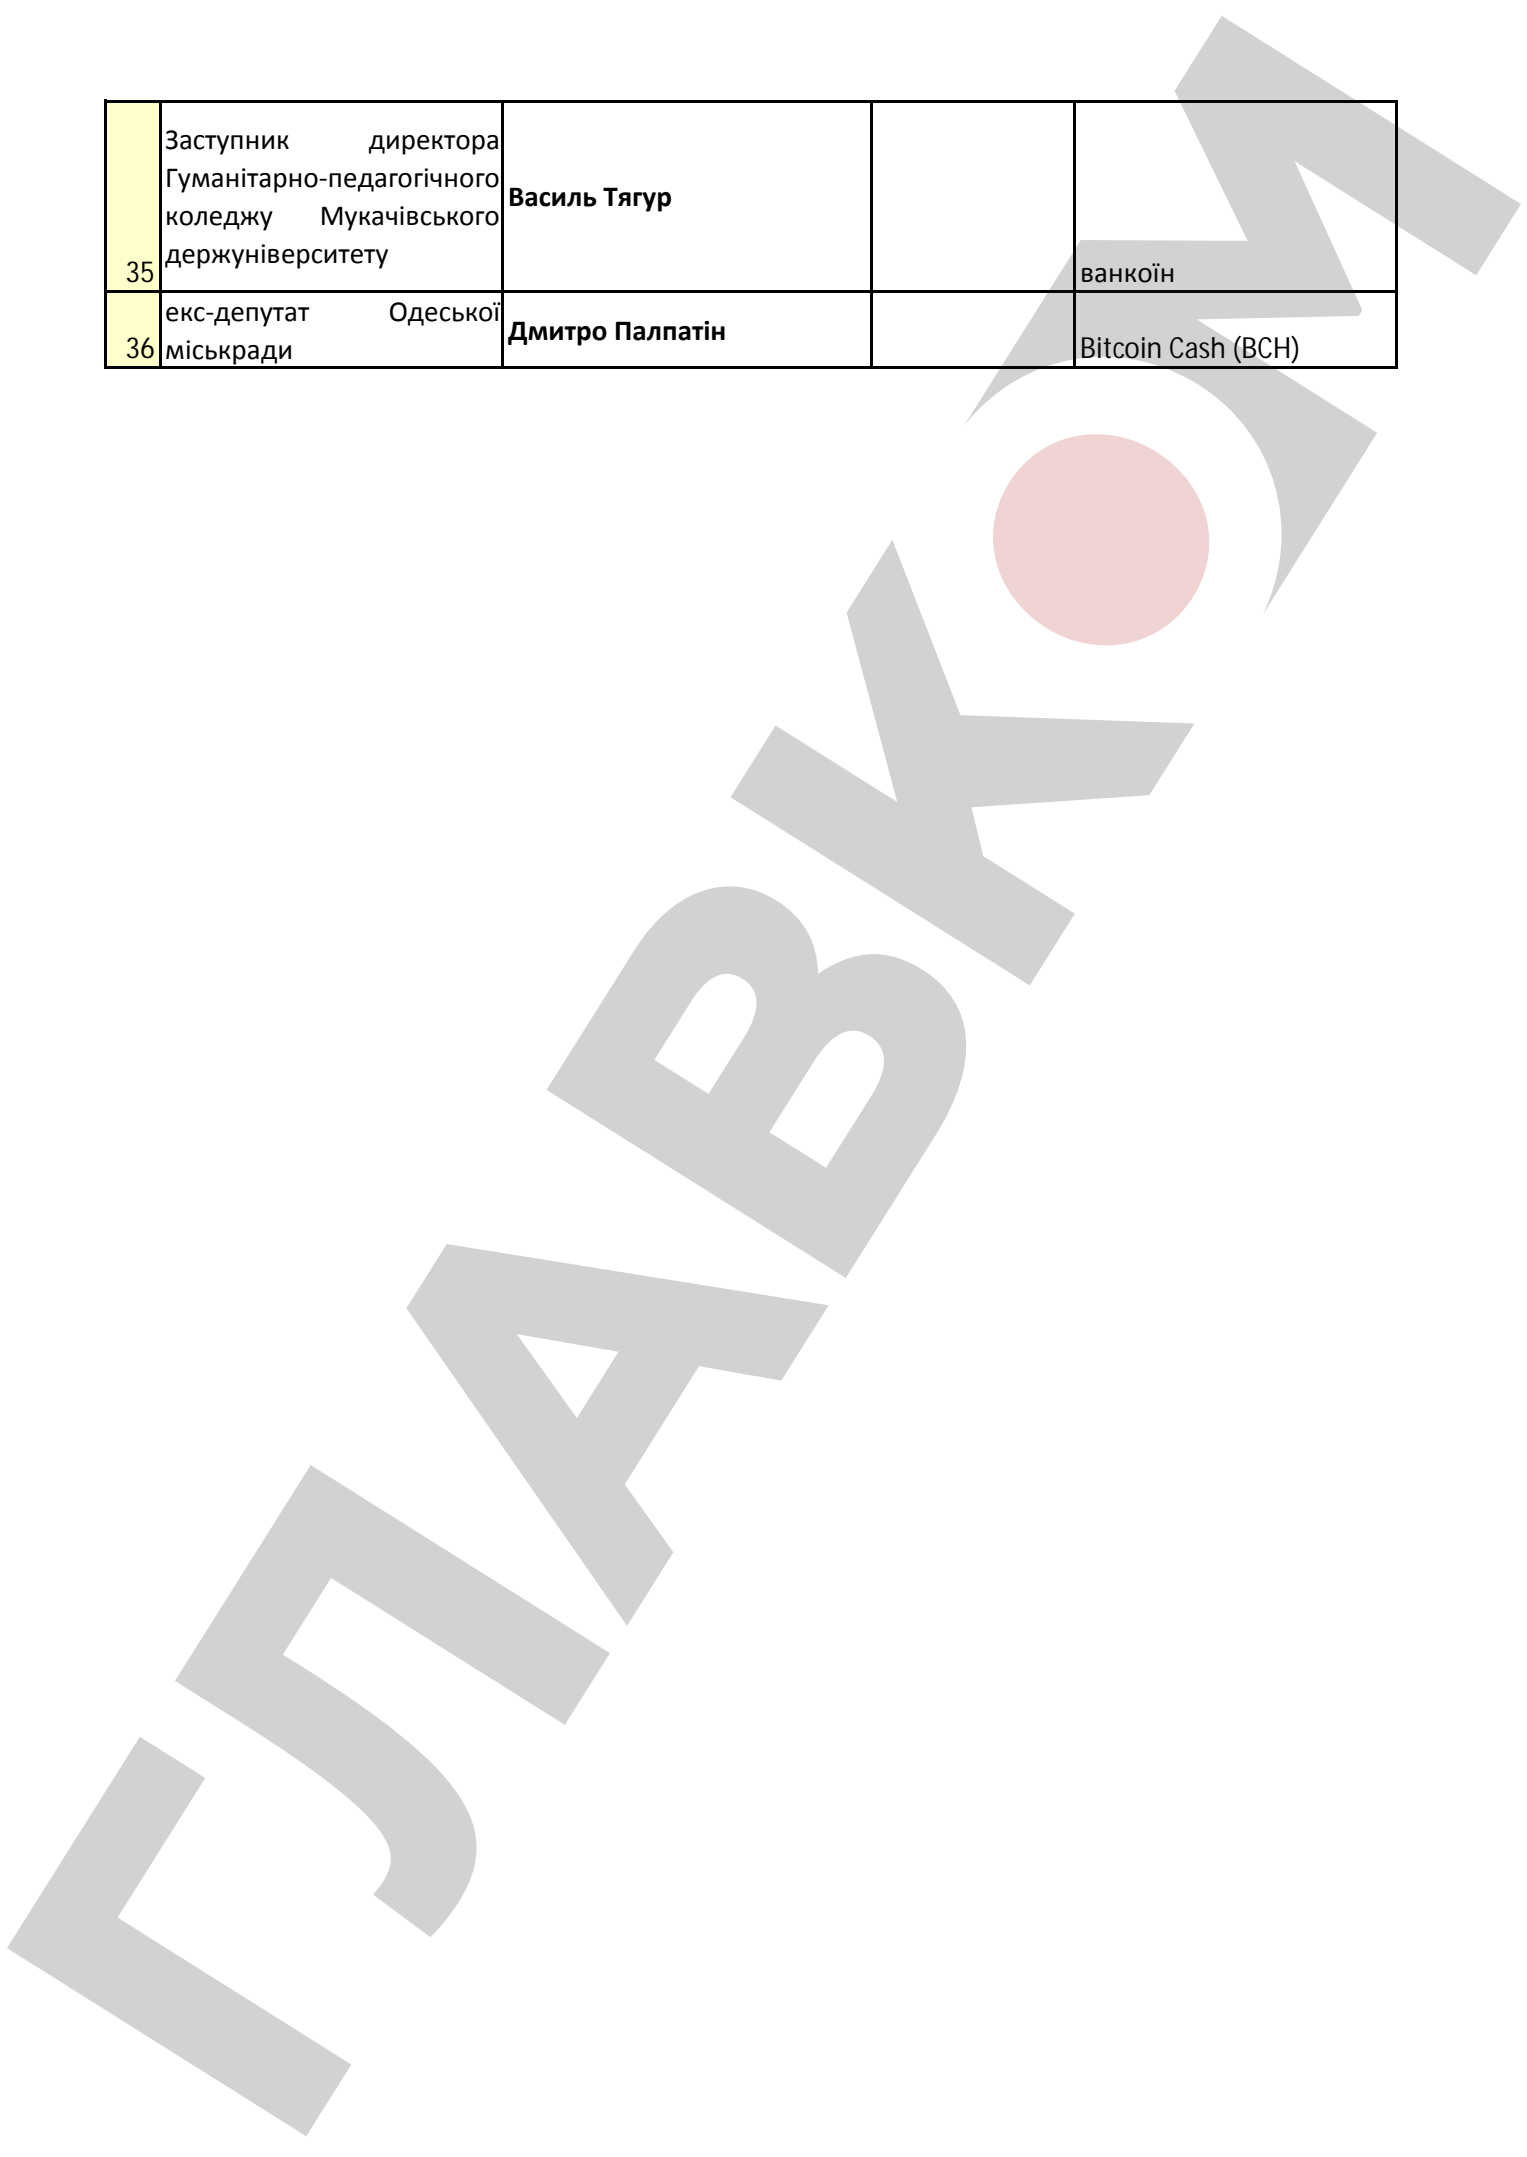 Заступник директора
Гуманітарно-педагогічного
коледжу Мукачівського
держуніверситету
Василь Тягур
35
ванкоїн
екс-депутат Одеської
міськради
Дмитро Палпатін
36
Bitcoin Cash (BCH)
ГЛАВКОМ